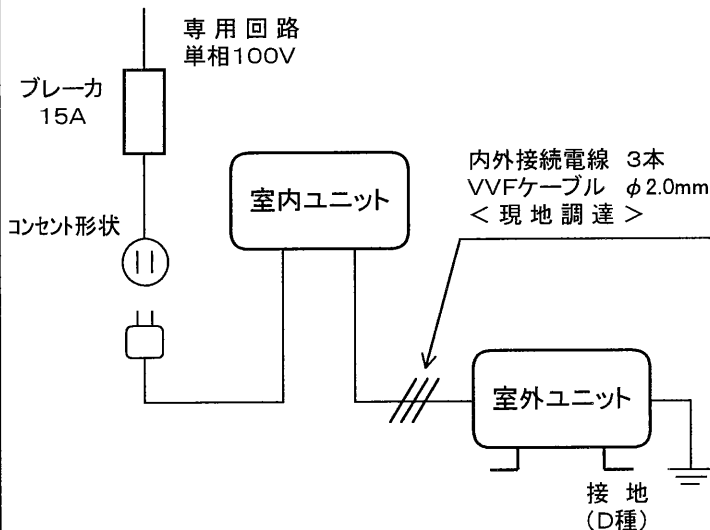 専用回路
単相100V
ブレーカ
15A
コンセント形状
室内ユニット
内外接続電線 3本
VVFケーブル φ2.0mm
＜現地調達＞
室外ユニット
接地
(D種)